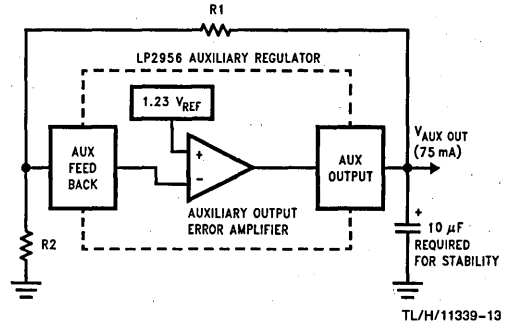 R1
LP2956 AUXILIARY REGULATOR
1.23 VREF
AUX
FEED
BACK
+
−
AUX
OUTPUT
VAUX OUT
(75 mA)
AUXILIARY OUTPUT
ERROR AMPLIFIER
R2
+
10 µF
REQUIRED
FOR STABILITY
TL/H/11339-13